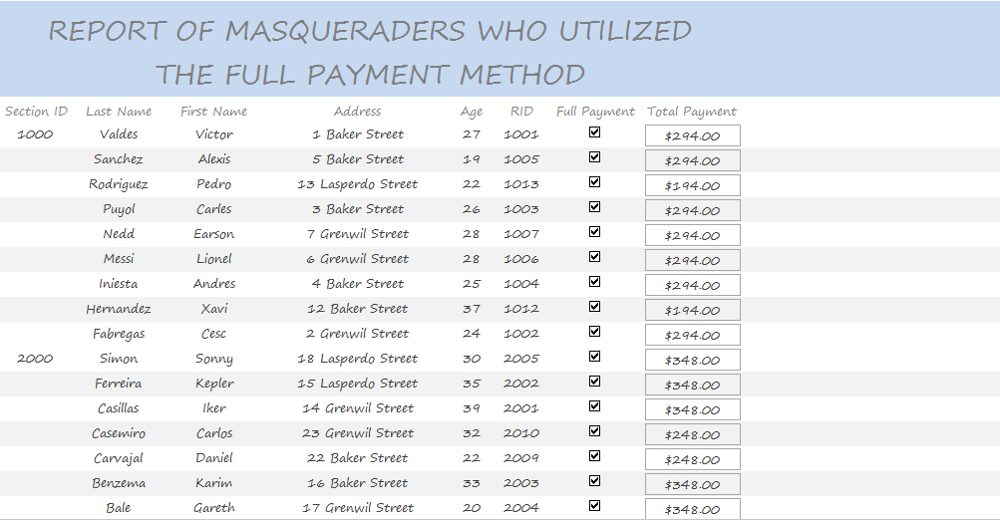 REPORT OF MASQUERADERS WHO UTILIZED
THE FULL PAYMENT METHOD
Section ID Last Name First Name Address Age RID Full Payment Total Payment
1000 Valdes Victor 1 Baker Street 27 1001 $294.00
Sanchez Alexis 5 Baker Street 19 1005 $294.00
Rodriguez Pedro 13 Lasperdo Street 22 1013 $194.00
Puyol Carles 3 Baker Street 26 1003 $294.00
Nedd Earson 7 Grenwil Street 28 1007 $294.00
Messi Lionel 6 Grenwil Street 28 1006 $294.00
Iniesta Andres 4 Baker Street 25 1004 $294.00
Hernandez Xavi 12 Baker Street 37 1012 $194.00
Fabregas Cesc 2 Grenwil Street 24 1002 $294.00
2000 Simon Sonny 18 Lasperdo Street 30 2005 $348.00
Ferreira Kepler 15 Lasperdo Street 35 2002 $348.00
Casillas Iker 14 Grenwil Street 39 2001 $348.00
Casemiro Carlos 23 Grenwil Street 32 2010 $248.00
Carvajal Daniel 22 Baker Street 22 2009 $248.00
Benzema Karim 16 Baker Street 33 2003 $348.00
Bale Gareth 17 Grenwil Street 20 2004 $348.00